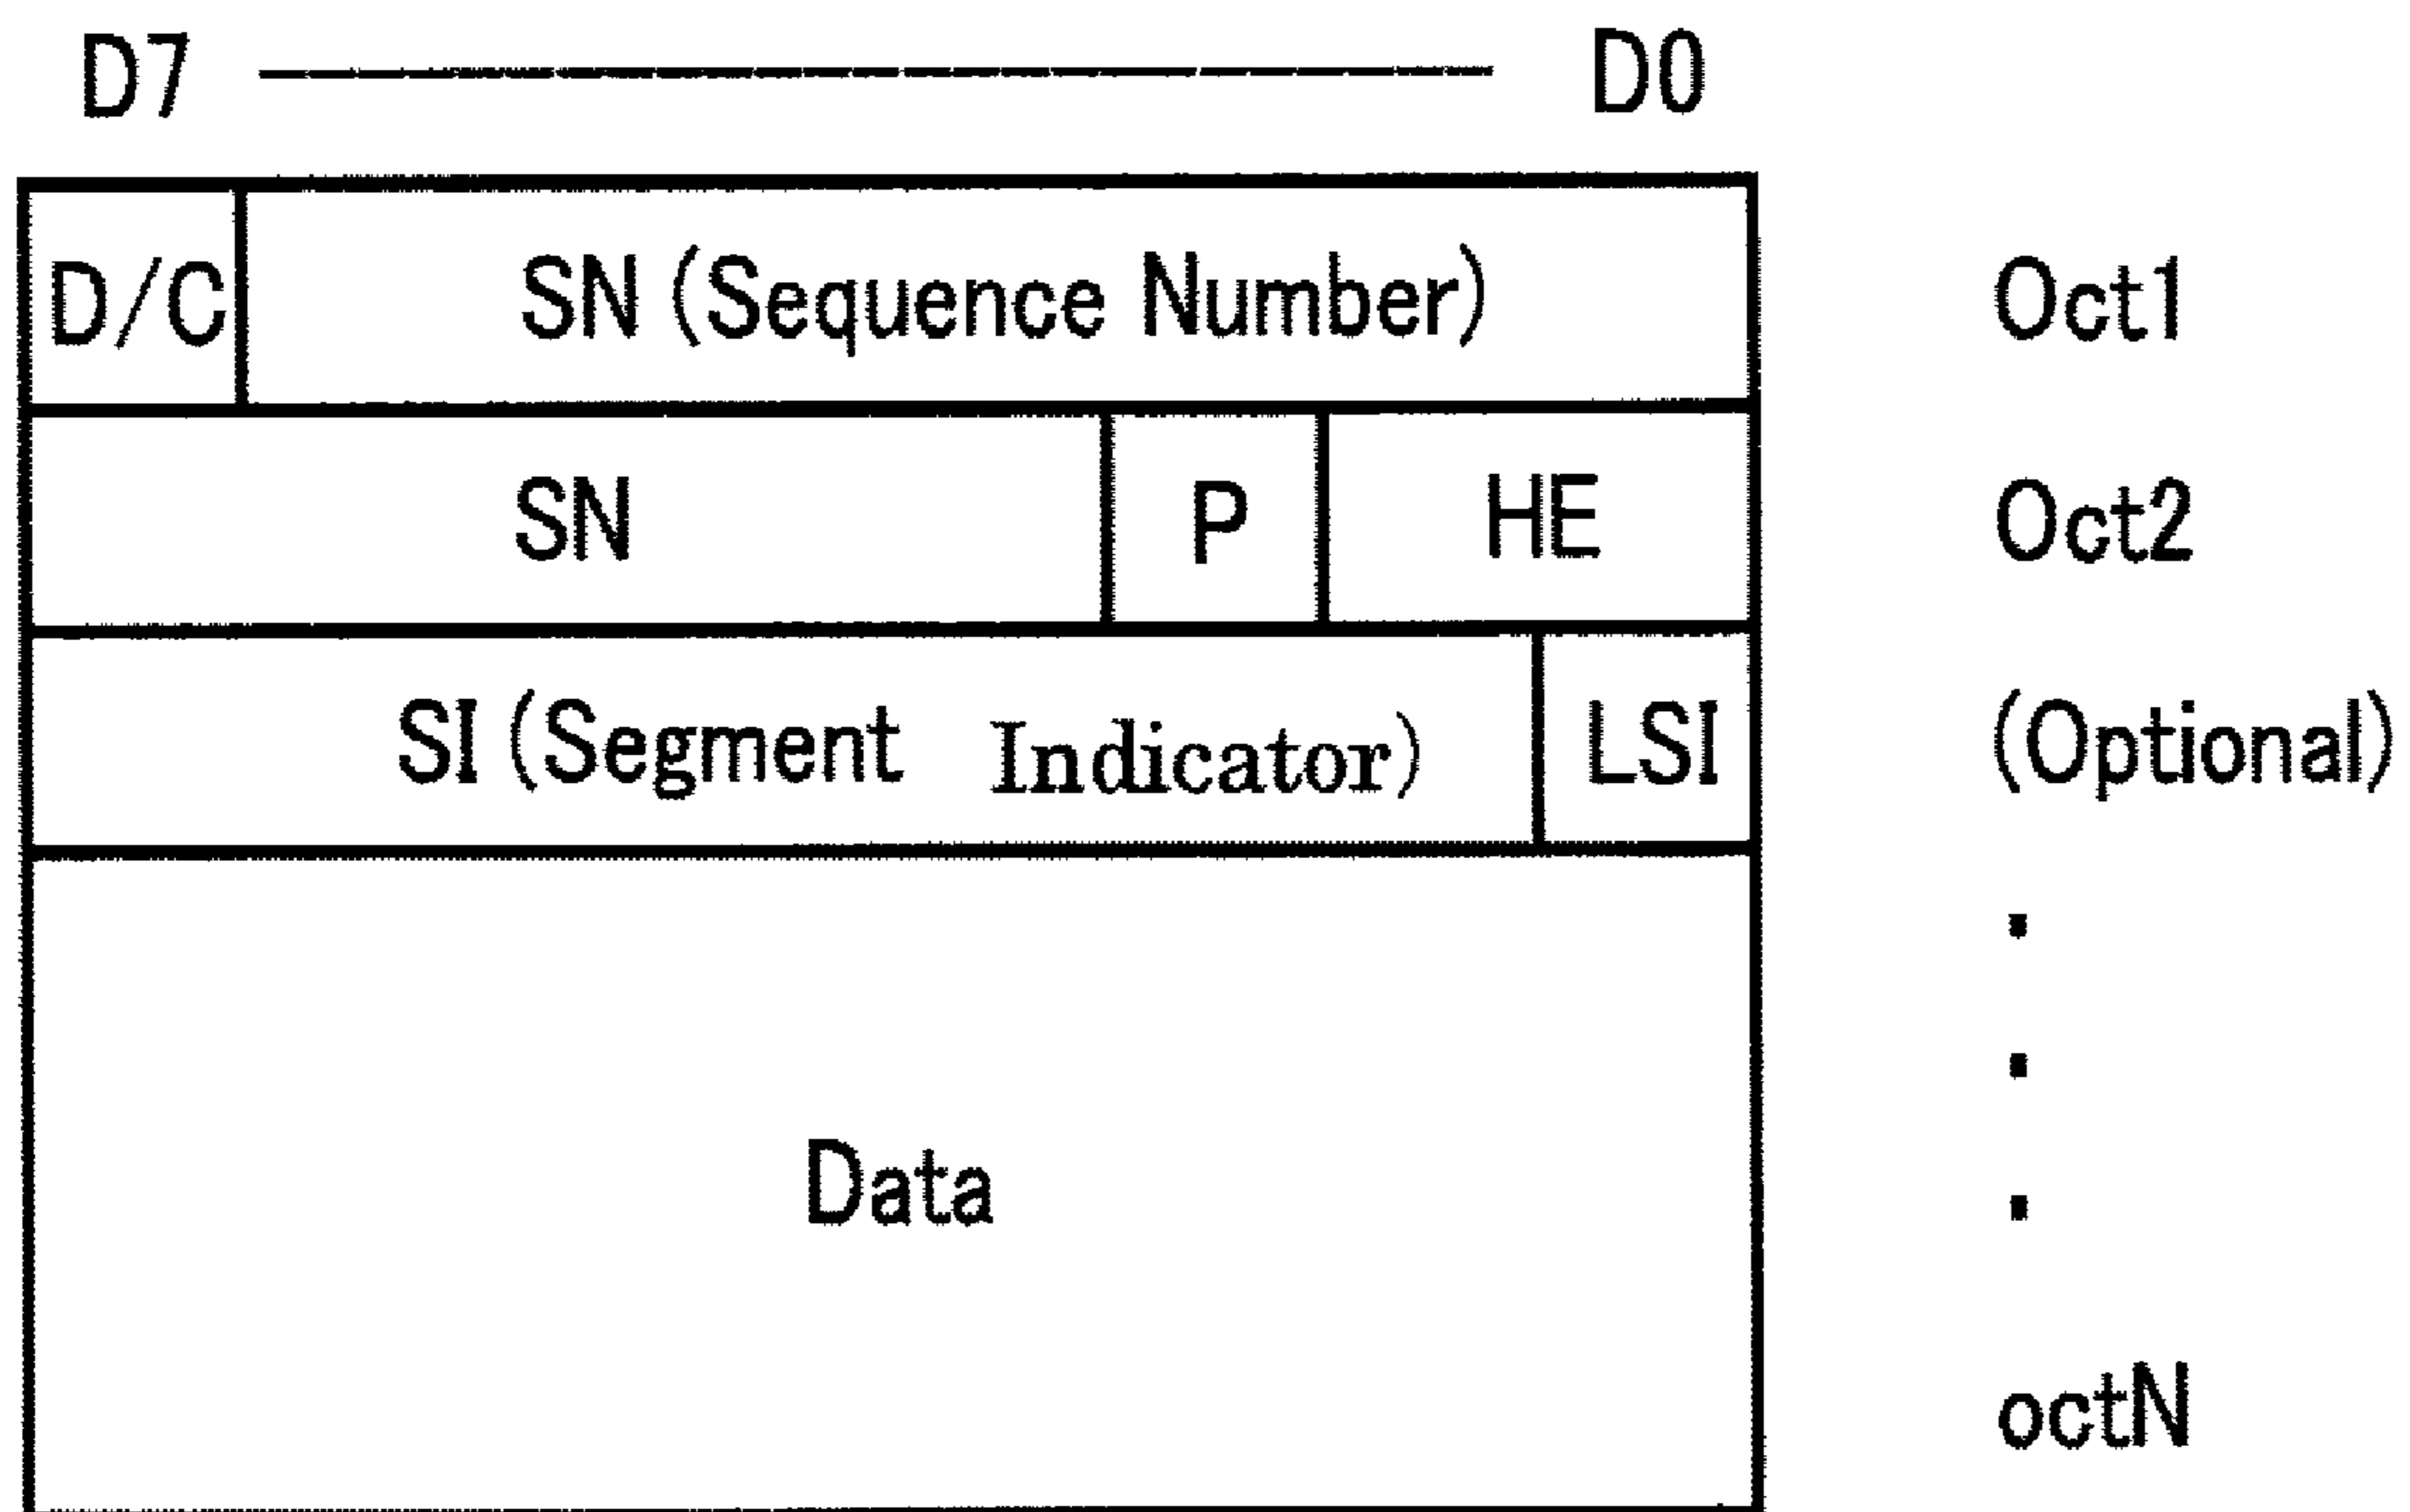 D7 D0
D/C SN (Sequence Number) Oct1
SN P HE Oct2
SI (Segment Indicator) LSI (Optional)
Data
octN